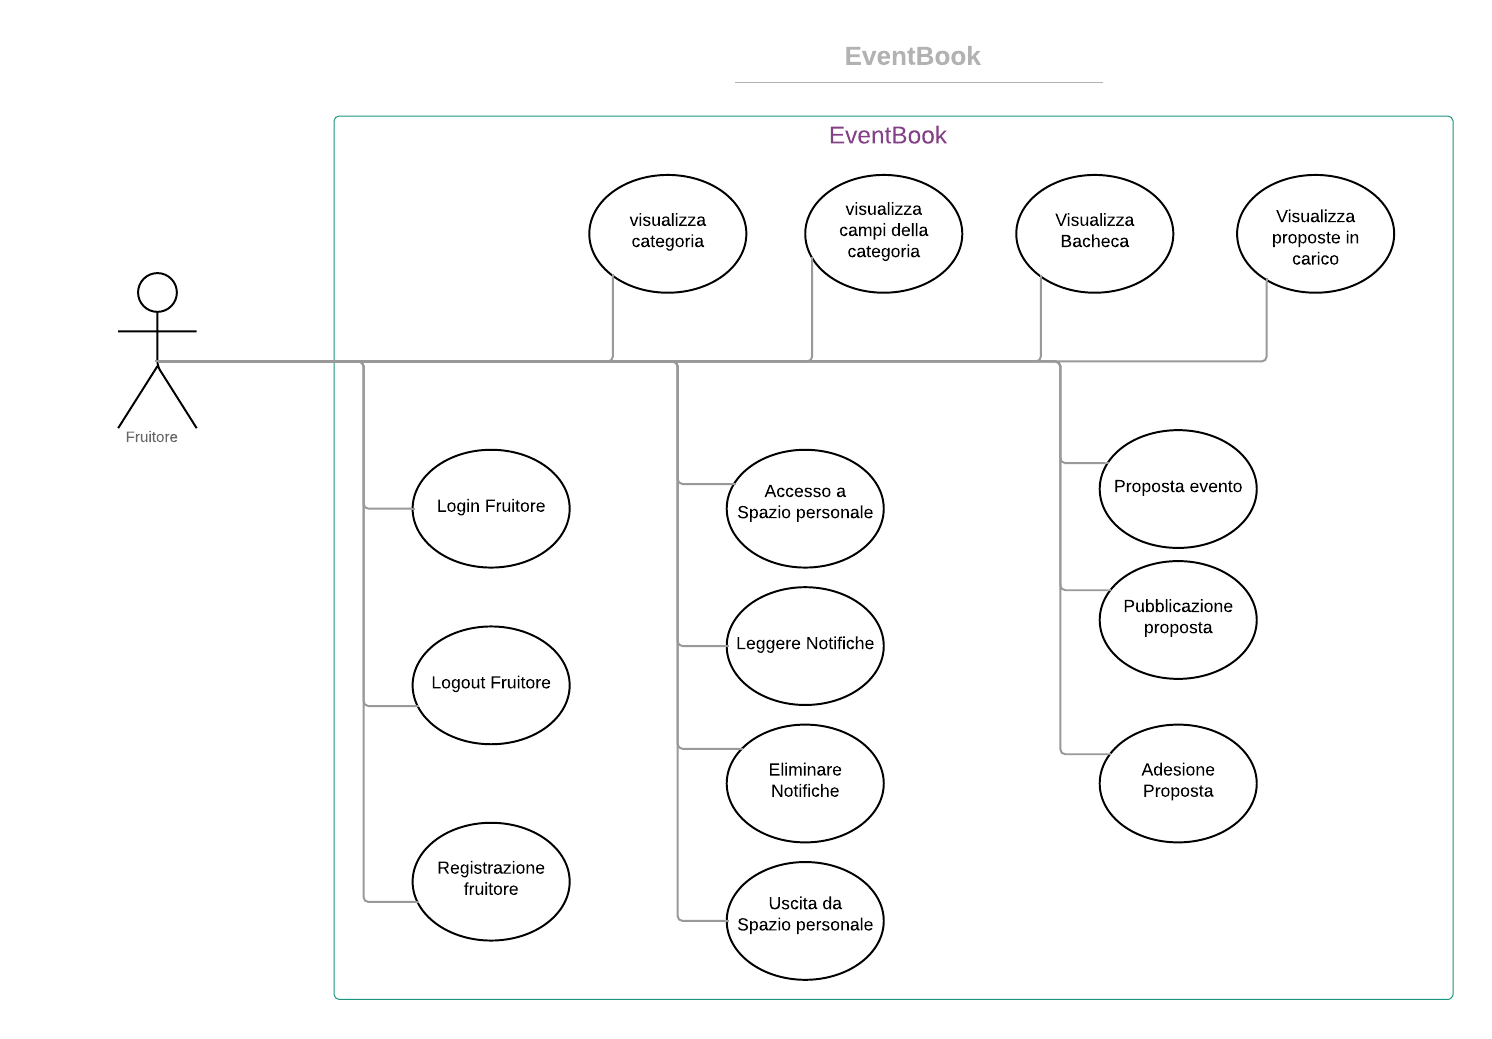 EventBook
EventBook
visualizza
categoria
visualizza
campi della
categoria
Visualizza
Bacheca
Visualizza
proposte in
carico
Fruitore
Login Fruitore
Logout Fruitore
Registrazione
fruitore
Accesso a
Spazio personale
Leggere Notifiche
Eliminare
Notifiche
Uscita da
Spazio personale
Proposta evento
Pubblicazione
proposta
Adesione
Proposta